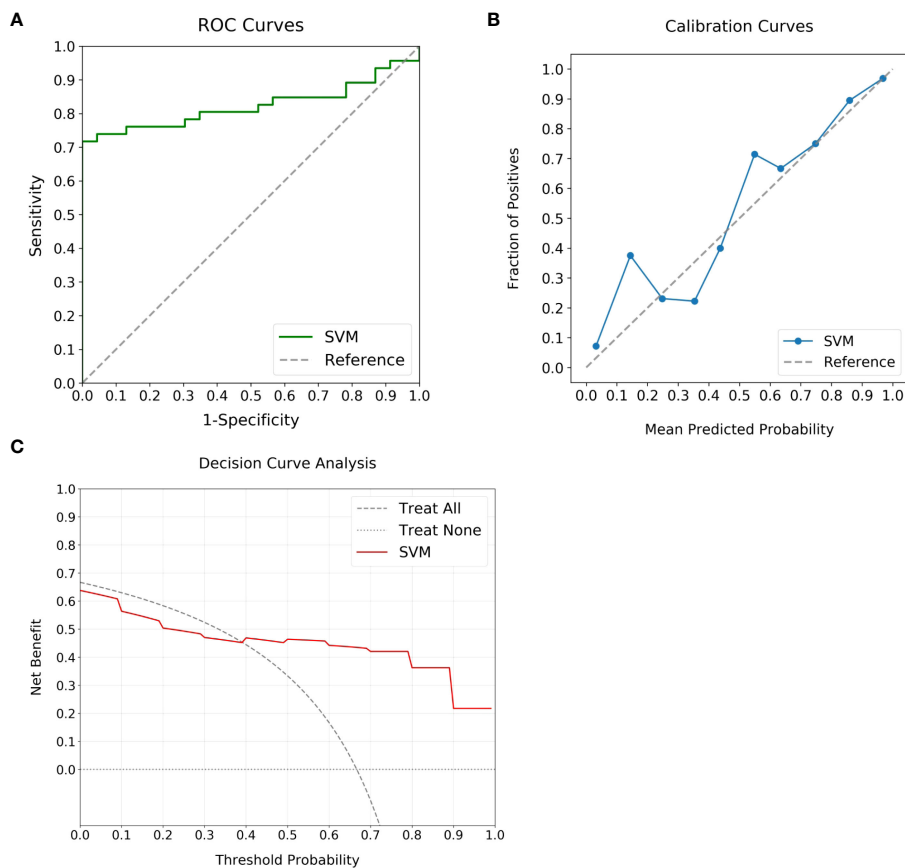 A
ROC Curves
Sensitivity
1.0
0.9
0.8
0.7
0.6
0.5
0.4
0.3
0.2
0.1
0.0
SVM
Reference
0.0 0.1 0.2 0.3 0.4 0.5 0.6 0.7 0.8 0.9 1.0
1-Specificity
B
Calibration Curves
Fraction of Positives
1.0
0.9
0.8
0.7
0.6
0.5
0.4
0.3
0.2
0.1
0.0
SVM
Reference
0.0 0.1 0.2 0.3 0.4 0.5 0.6 0.7 0.8 0.9 1.0
Mean Predicted Probability
C
Decision Curve Analysis
Net Benefit
1.0
0.9
0.8
0.7
0.6
0.5
0.4
0.3
0.2
0.1
0.0
Treat All
Treat None
SVM
0.0 0.1 0.2 0.3 0.4 0.5 0.6 0.7 0.8 0.9 1.0
Threshold Probability